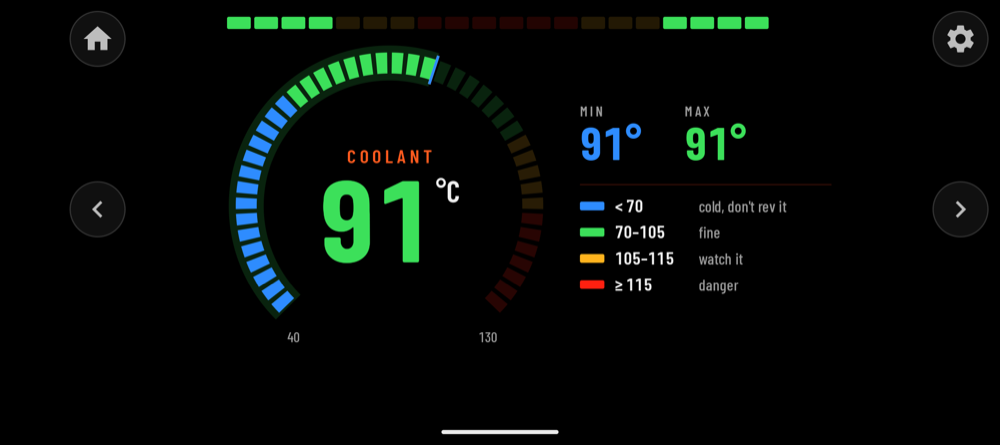 COOLANT
91 °C
40
130
MIN MAX
91° 91°
< 70 cold, don't rev it
70-105 fine
105-115 watch it
≥ 115 danger